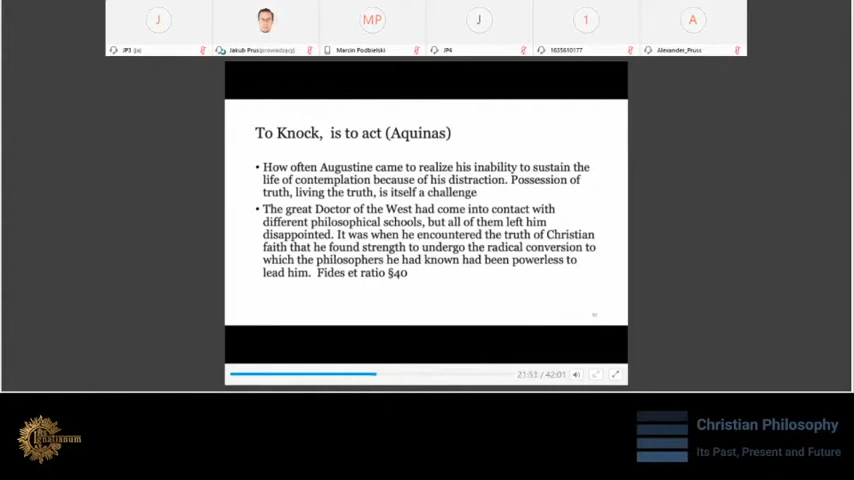 J
MP
J
1
A
JP3 (ja)
Jakub Prus(prowadzący)
Marcin Podbielski
JP4
1635610177
Alexander_Pruss
To Knock, is to act (Aquinas)
• How often Augustine came to realize his inability to sustain the
life of contemplation because of his distraction. Possession of
truth, living the truth, is itself a challenge
• The great Doctor of the West had come into contact with
different philosophical schools, but all of them left him
disappointed. It was when he encountered the truth of Christian
faith that he found strength to undergo the radical conversion to
which the philosophers he had known had been powerless to
lead him. Fides et ratio §40
21:53 / 42:01
Ignatianum
Christian Philosophy
Its Past, Present and Future